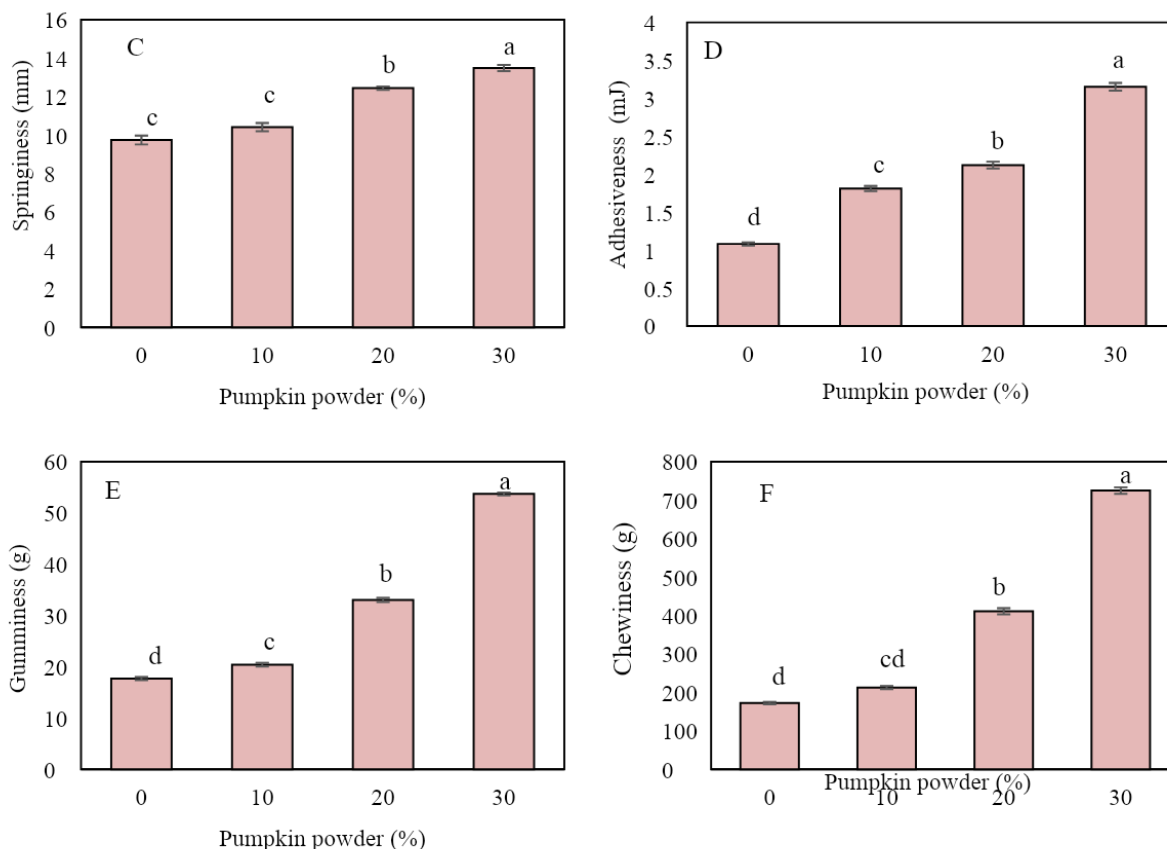 C
Springiness (mm)
16
14
12
10
8
6
4
2
0
c
c
b
a
0 10 20 30
Pumpkin powder (%)
D
Adhesiveness (mJ)
4
3.5
3
2.5
2
1.5
1
0.5
0
d
c
b
a
0 10 20 30
Pumpkin powder (%)
E
Gumminess (g)
60
50
40
30
20
10
0
d
c
b
a
0 10 20 30
Pumpkin powder (%)
F
Chewiness (g)
800
700
600
500
400
300
200
100
0
d
cd
b
a
Pumpkin powder (%)
0 10 20 30